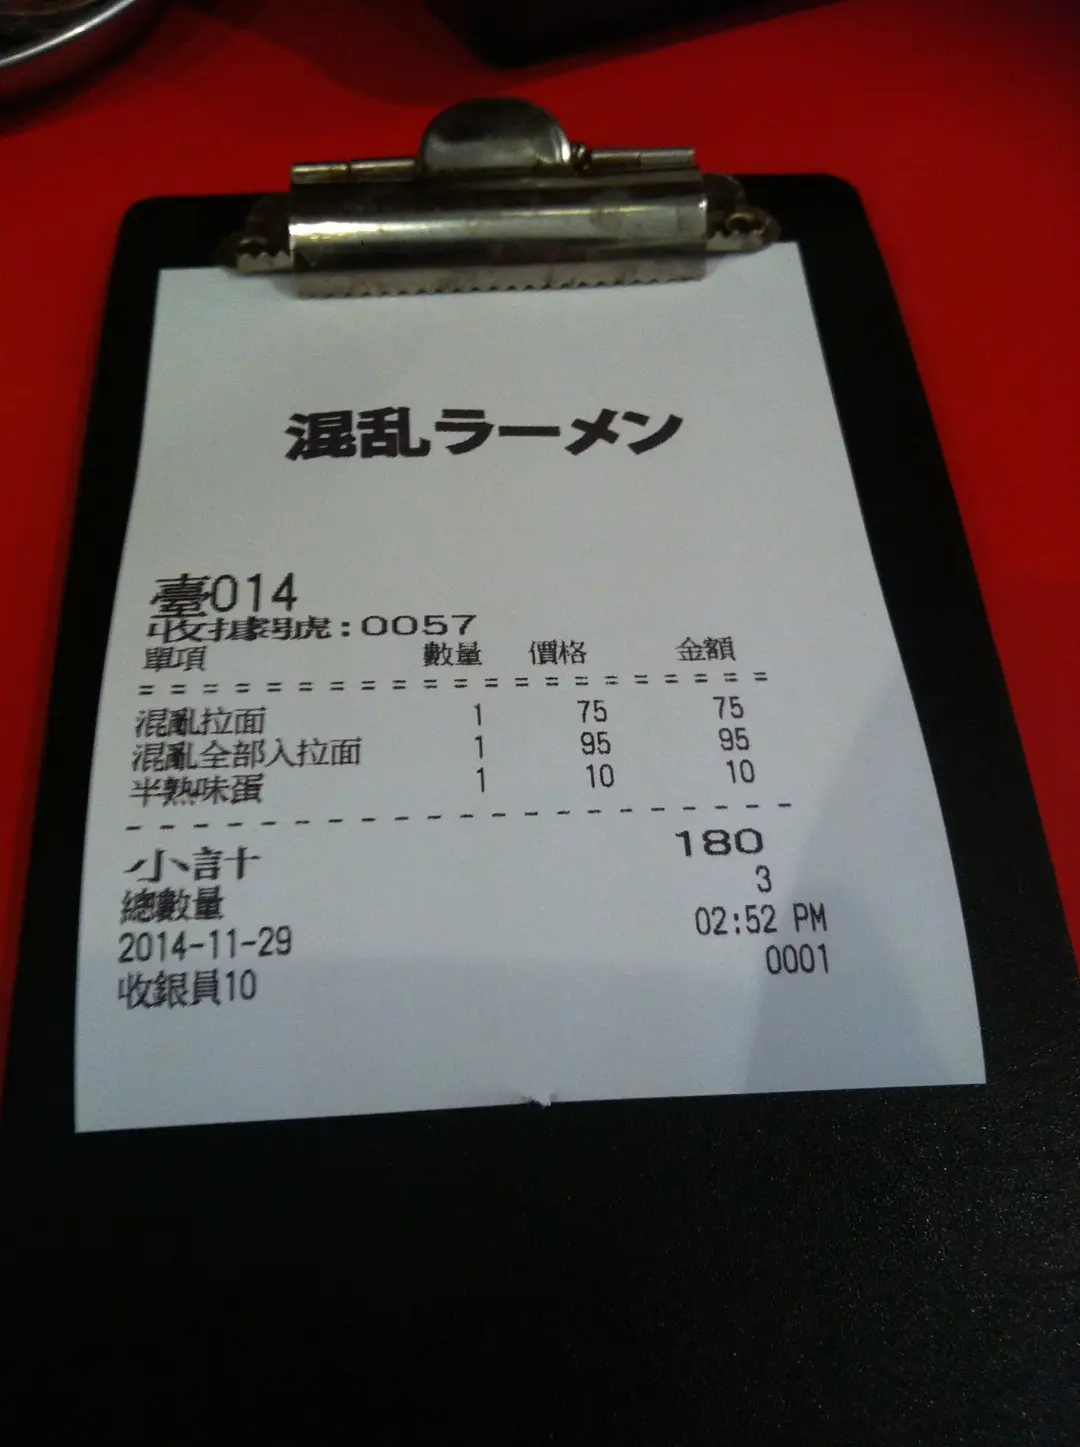 混乱ラーメン
臺014
收據號:0057
單項 數量 價格 金額
= = = = = = = = = = = = = = = = = = = = =
混亂拉面 1 75 75
混亂全部入拉面 1 95 95
半熟味蛋 1 10 10
- - - - - - - - - - - - - - - - - - - - -
小計 180
總數量 3
2014-11-29 02:52 PM
收銀員10 0001